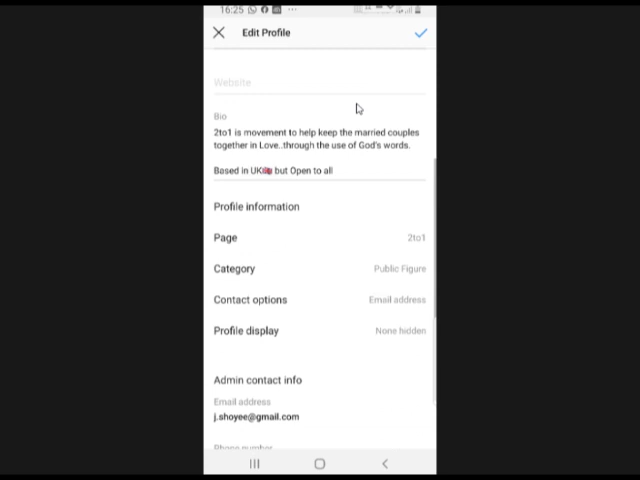 16:25
Edit Profile
Website
Bio
2to1 is movement to help keep the married couples
together in Love..through the use of God's words.
Based in UK🇬🇧 but Open to all
Profile information
Page 2to1
Category Public Figure
Contact options Email address
Profile display None hidden
Admin contact info
Email address
j.shoyee@gmail.com
Phone number